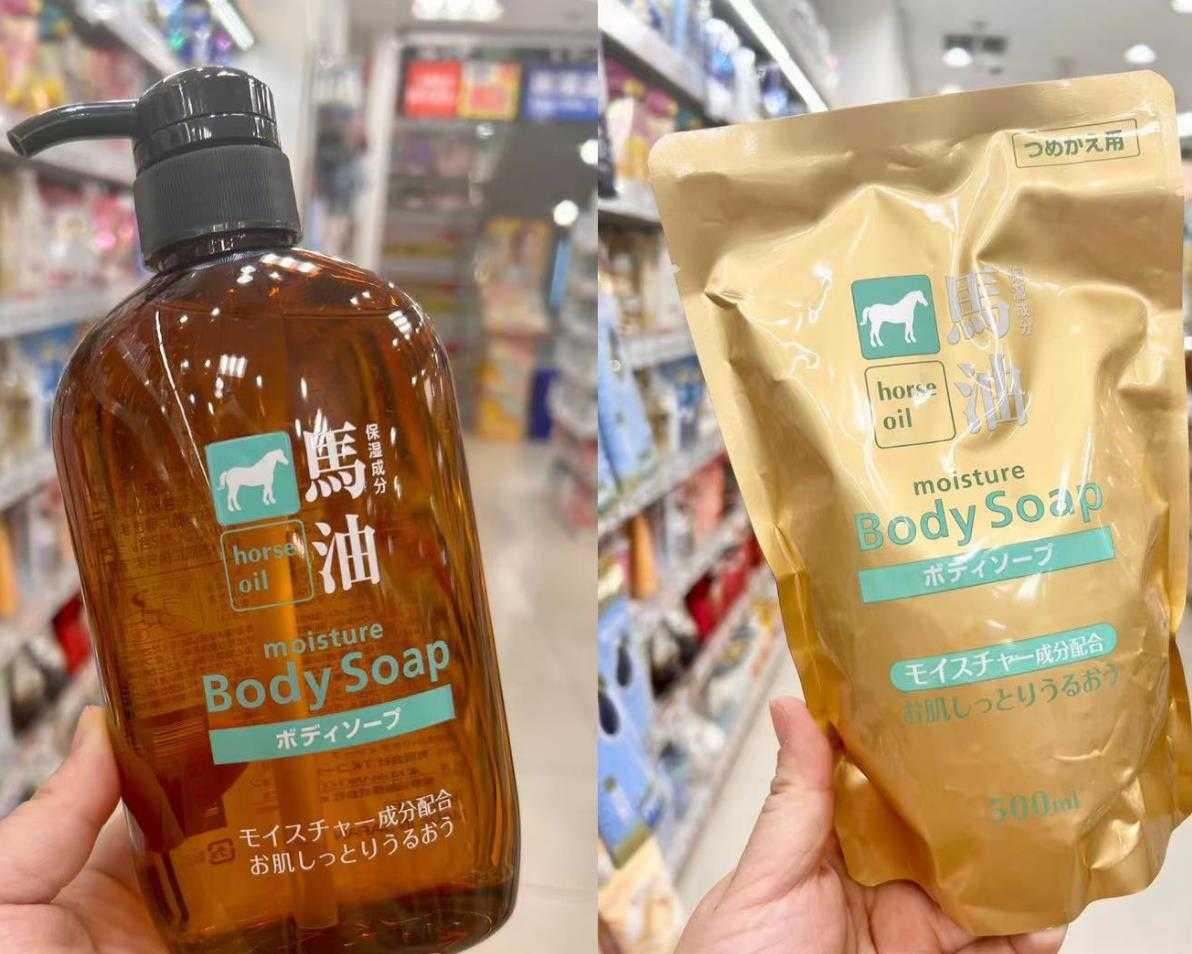 馬油
保湿成分
horse
oil
moisture
Body Soap
ボディソープ
モイスチャー成分配合
お肌しっとりうるおう
つめかえ用
馬油
保湿成分
horse
oil
moisture
Body Soap
ボディソープ
モイスチャー成分配合
お肌しっとりうるおう
500ml